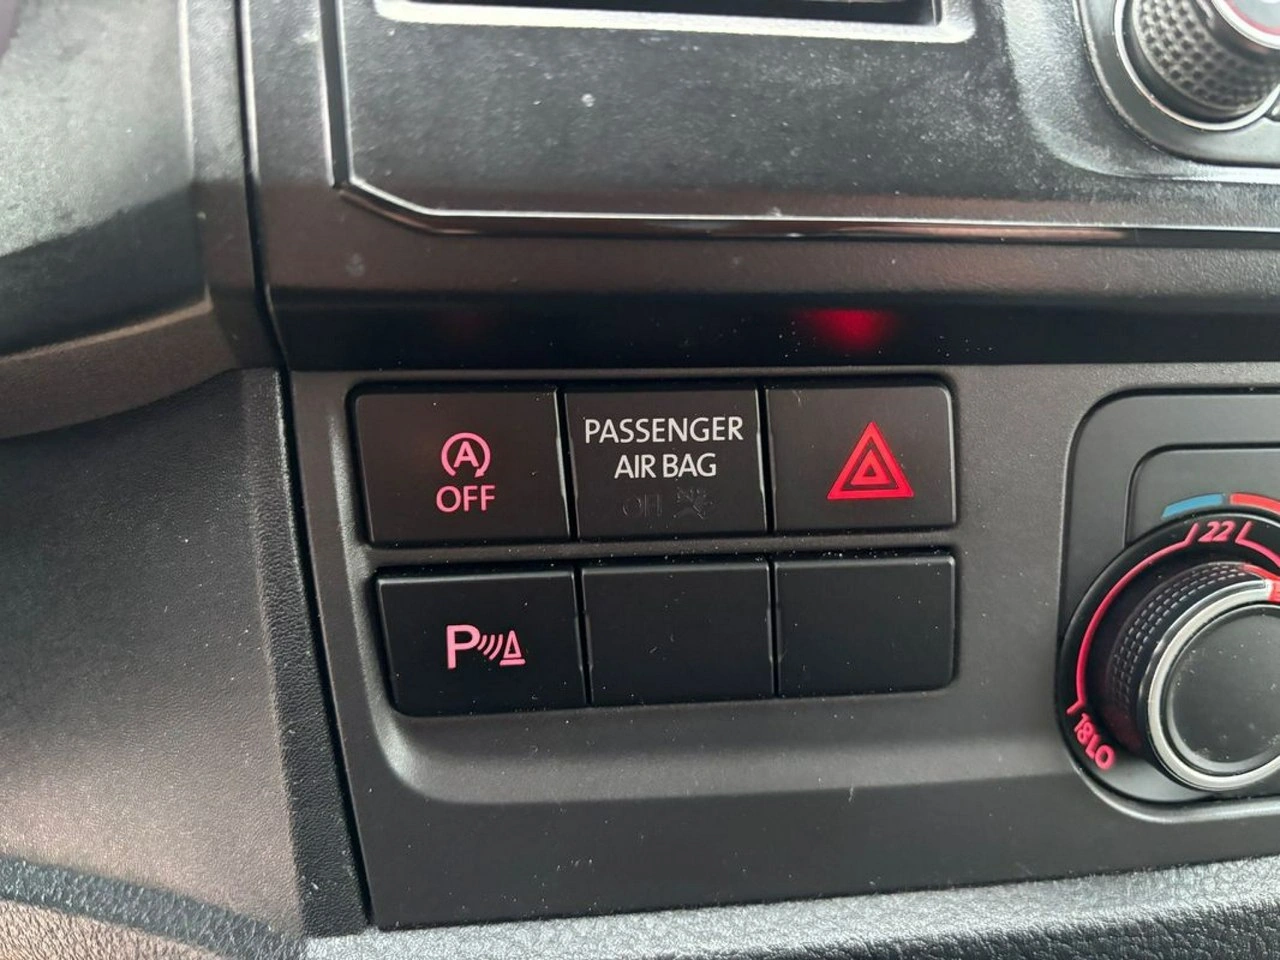 A
OFF
PASSENGER
AIR BAG
OFF
P
22
18LO